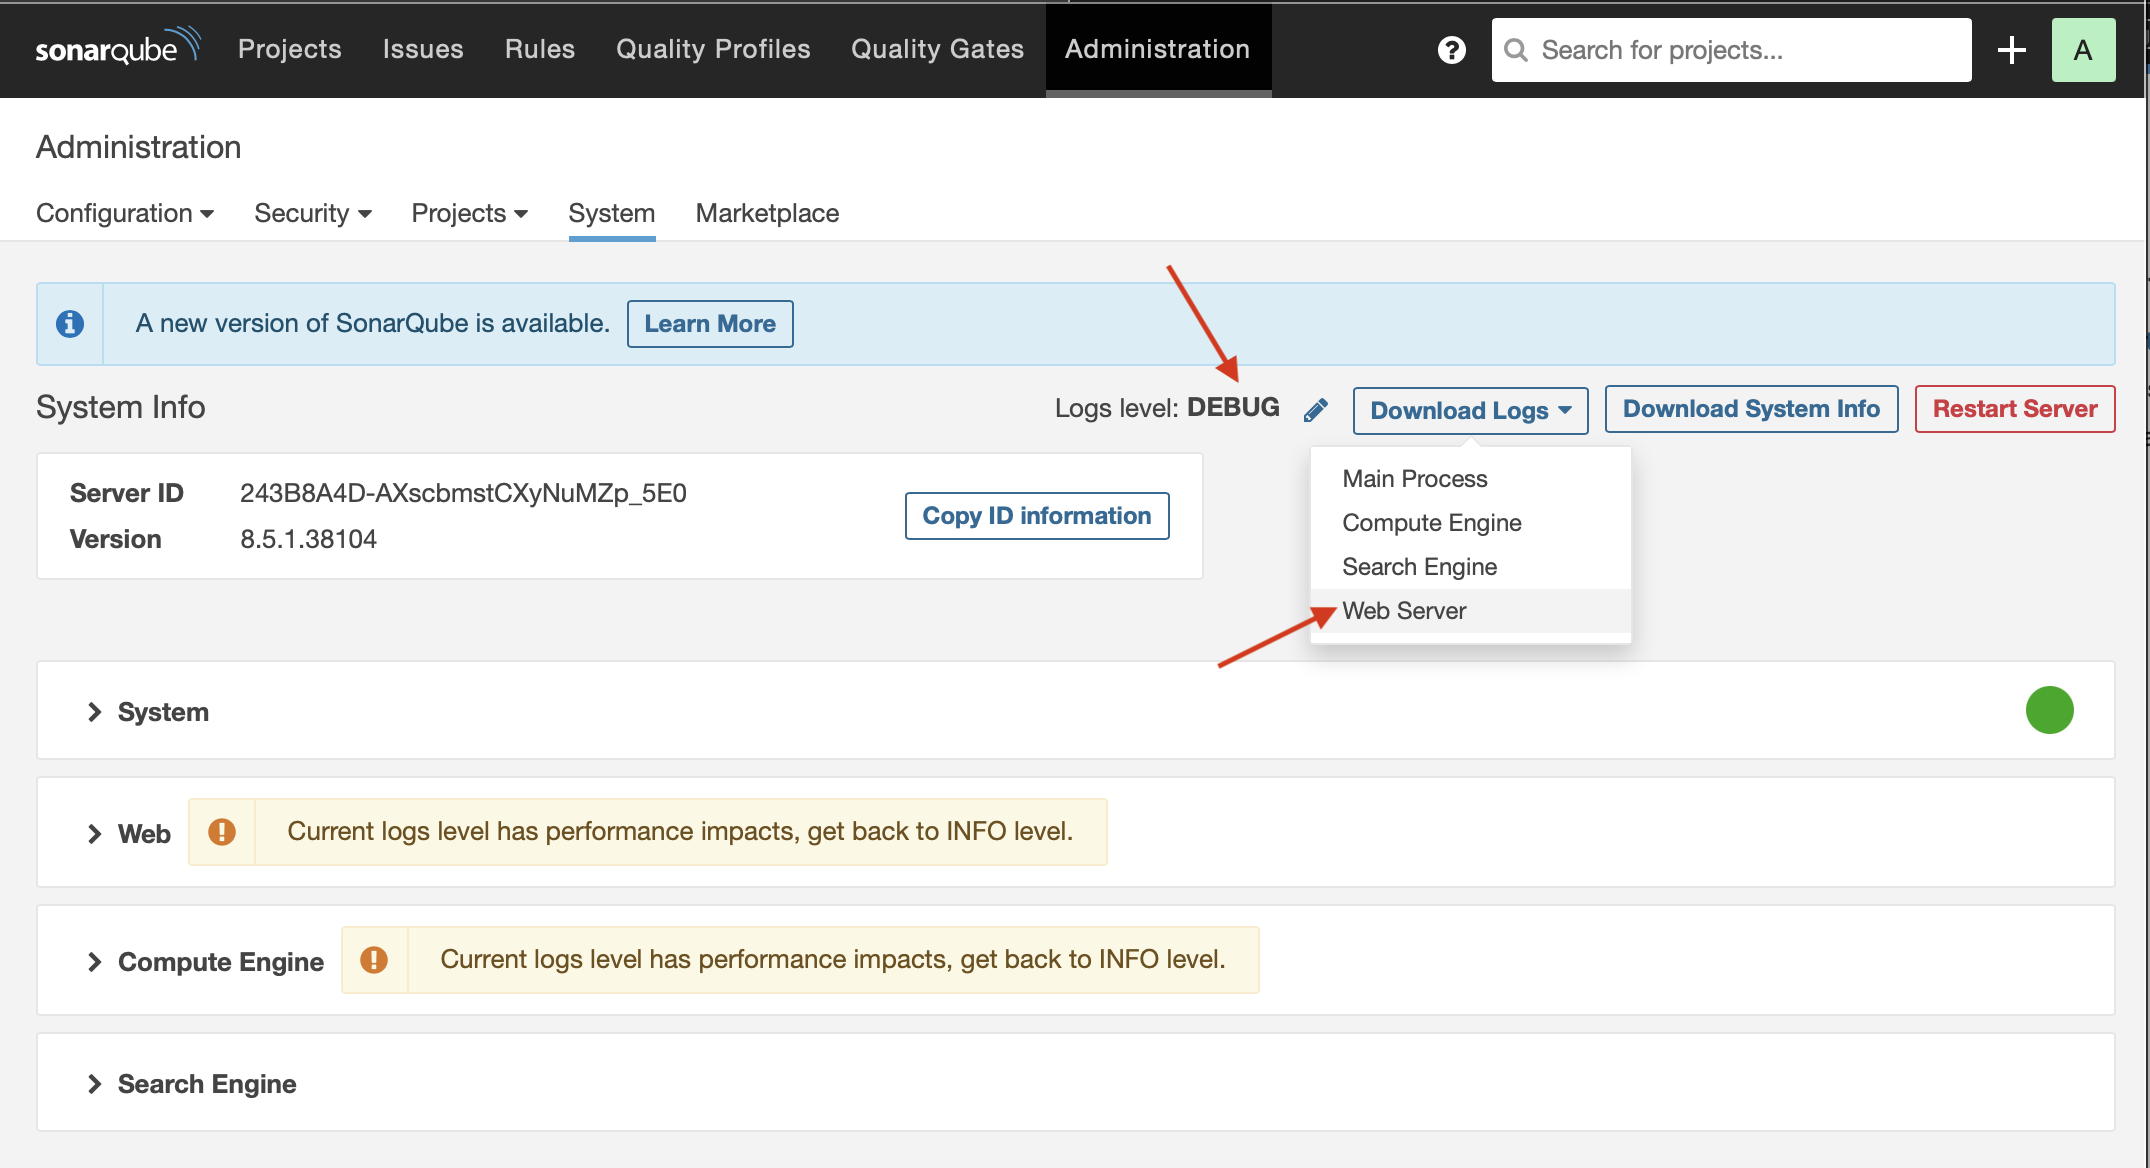 sonarqube Projects Issues Rules Quality Profiles Quality Gates Administration ? Search for projects... + A
Administration
Configuration Security Projects System Marketplace
A new version of SonarQube is available. Learn More
System Info Logs level: DEBUG Download Logs Download System Info Restart Server
Server ID 243B8A4D-AXscbmstCXyNuMZp_5E0
Version 8.5.1.38104
Copy ID information
Main Process
Compute Engine
Search Engine
Web Server
System
Web Current logs level has performance impacts, get back to INFO level.
Compute Engine Current logs level has performance impacts, get back to INFO level.
Search Engine